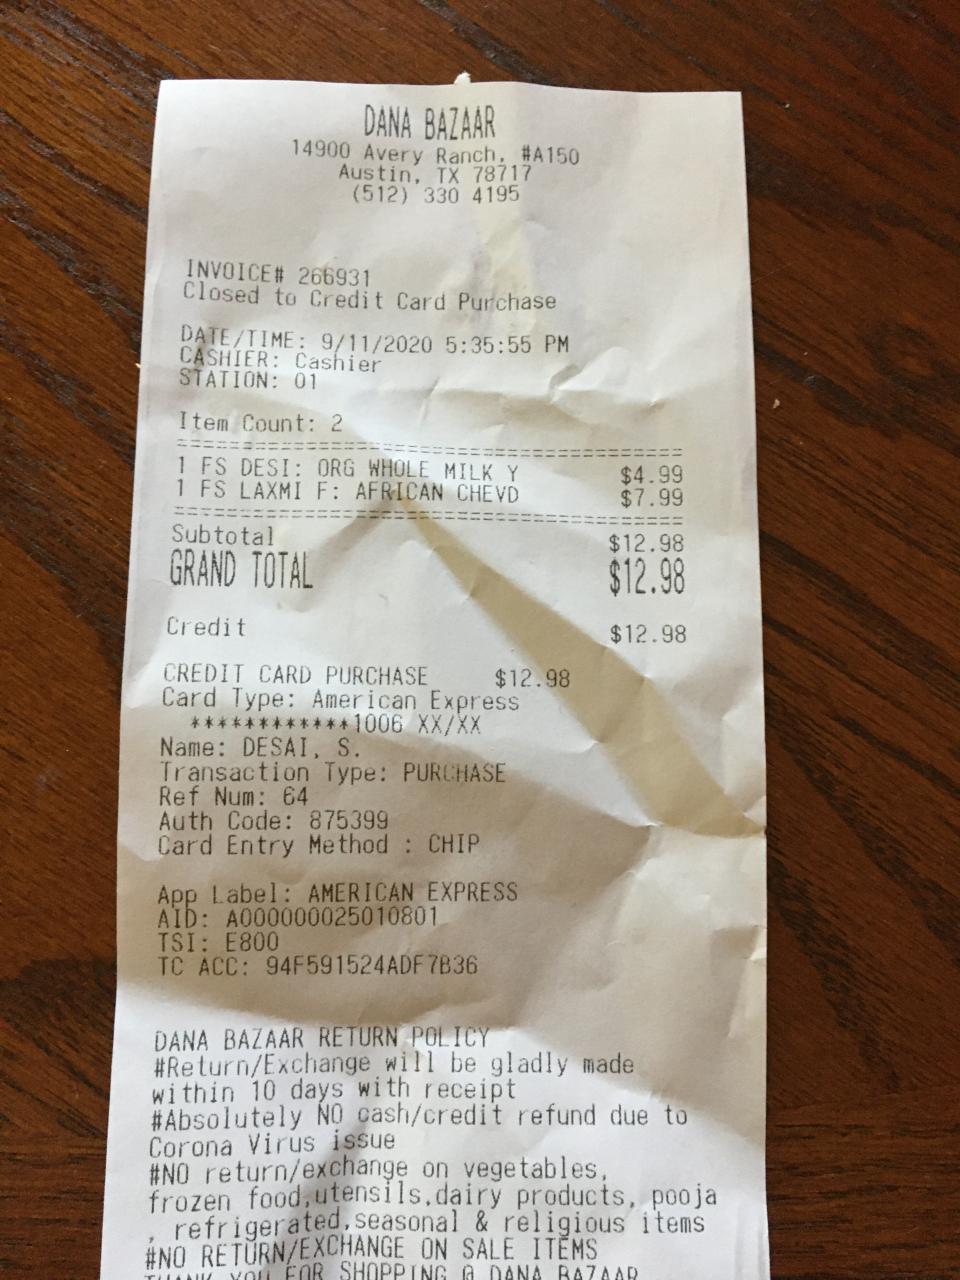 DANA BAZAAR
14900 Avery Ranch, #A150
Austin, TX 78717
(512) 330 4195
INVOICE# 266931
Closed to Credit Card Purchase
DATE/TIME: 9/11/2020 5:35:55 PM
CASHIER: Cashier
STATION: 01
Item Count: 2
============================================
1 FS DESI: ORG WHOLE MILK Y $4.99
1 FS LAXMI F: AFRICAN CHEVD $7.99
============================================
Subtotal $12.98
GRAND TOTAL $12.98
Credit $12.98
CREDIT CARD PURCHASE $12.98
Card Type: American Express
************1006 XX/XX
Name: DESAI, S.
Transaction Type: PURCHASE
Ref Num: 64
Auth Code: 875399
Card Entry Method : CHIP
App Label: AMERICAN EXPRESS
AID: A000000025010801
TSI: E800
TC ACC: 94F591524ADF7B36
DANA BAZAAR RETURN POLICY
#Return/Exchange will be gladly made
within 10 days with receipt
#Absolutely NO cash/credit refund due to
Corona Virus issue
#NO return/exchange on vegetables,
frozen food,utensils,dairy products, pooja
, refrigerated,seasonal & religious items
#NO RETURN/EXCHANGE ON SALE ITEMS
THANK YOU FOR SHOPPING @ DANA BAZAAR